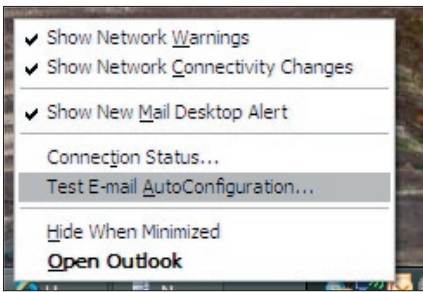 Show Network Warnings
Show Network Connectivity Changes
Show New Mail Desktop Alert
Connection Status...
Test E-mail AutoConfiguration...
Hide When Minimized
Open Outlook